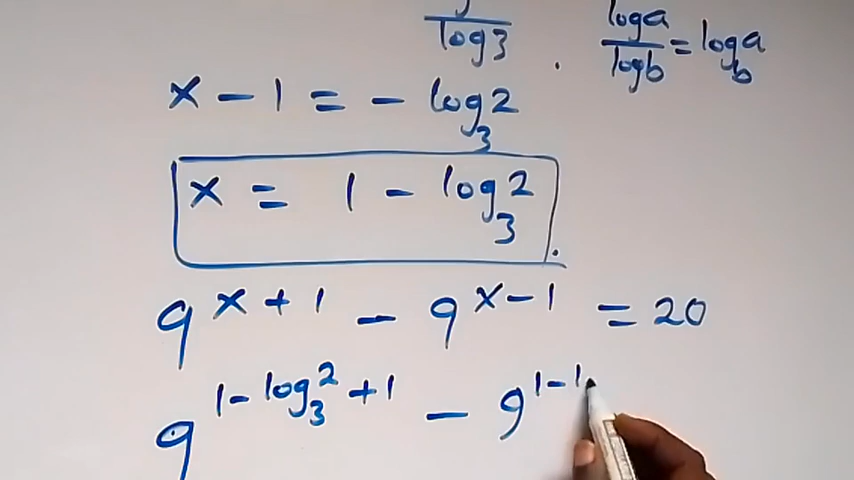 log3
loga/logb = log_b a
x - 1 = - log_3 2
x = 1 - log_3 2 .
9^(x+1) - 9^(x-1) = 20
9^(1-log_3 2+1) - 9^(1-l